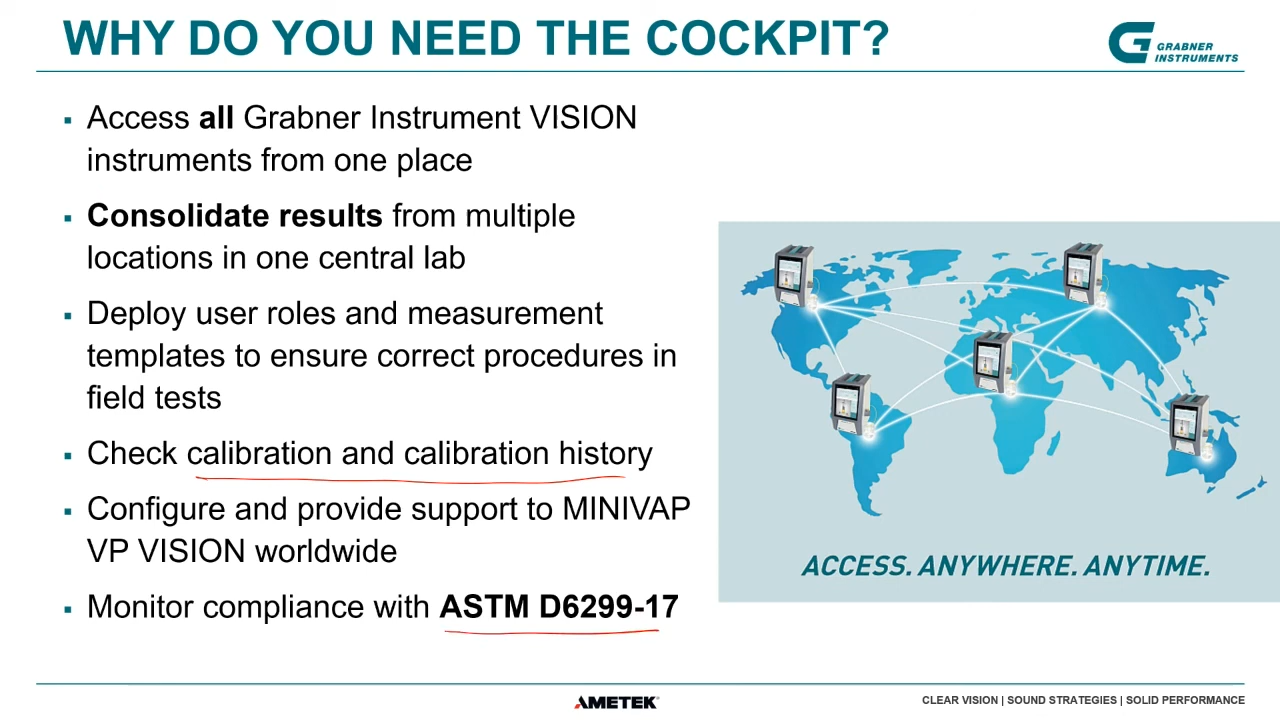 WHY DO YOU NEED THE COCKPIT?
GRABNER
INSTRUMENTS
▪ Access all Grabner Instrument VISION
instruments from one place
▪ Consolidate results from multiple
locations in one central lab
▪ Deploy user roles and measurement
templates to ensure correct procedures in
field tests
▪ Check calibration and calibration history
▪ Configure and provide support to MINIVAP
VP VISION worldwide
▪ Monitor compliance with ASTM D6299-17
ACCESS. ANYWHERE. ANYTIME.
AMETEK®
CLEAR VISION | SOUND STRATEGIES | SOLID PERFORMANCE